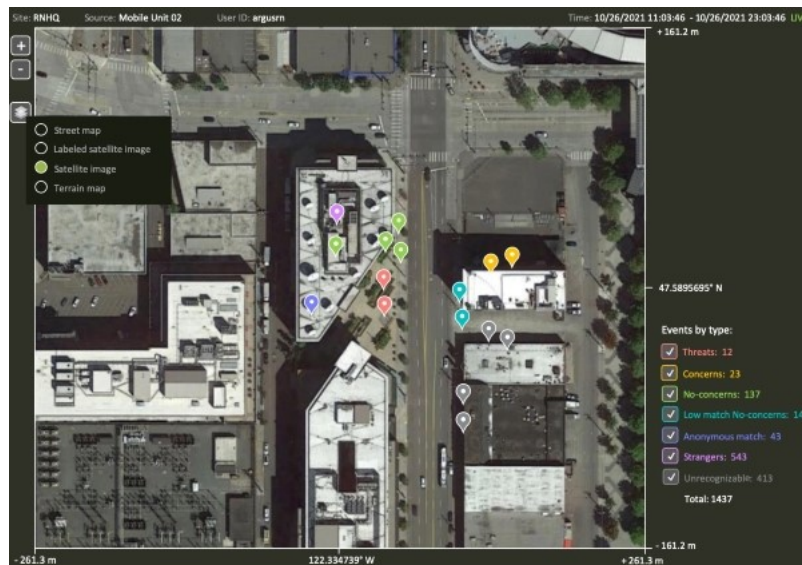 Site: RNHQ Source: Mobile Unit 02 User ID: argusrn Time: 10/26/2021 11:03:46 - 10/26/2021 23:03:46
+161.2 m
+
-
Street map
Labeled satellite image
Satellite image
Terrain map
47.5895695° N
Events by type:
Threats: 12
Concerns: 23
No-concerns: 137
Low match No-concerns:
Anonymous match: 43
Strangers: 543
Unrecognizable: 413
Total: 1437
-161.2 m
-261.3 m
122.334739° W
+261.3 m